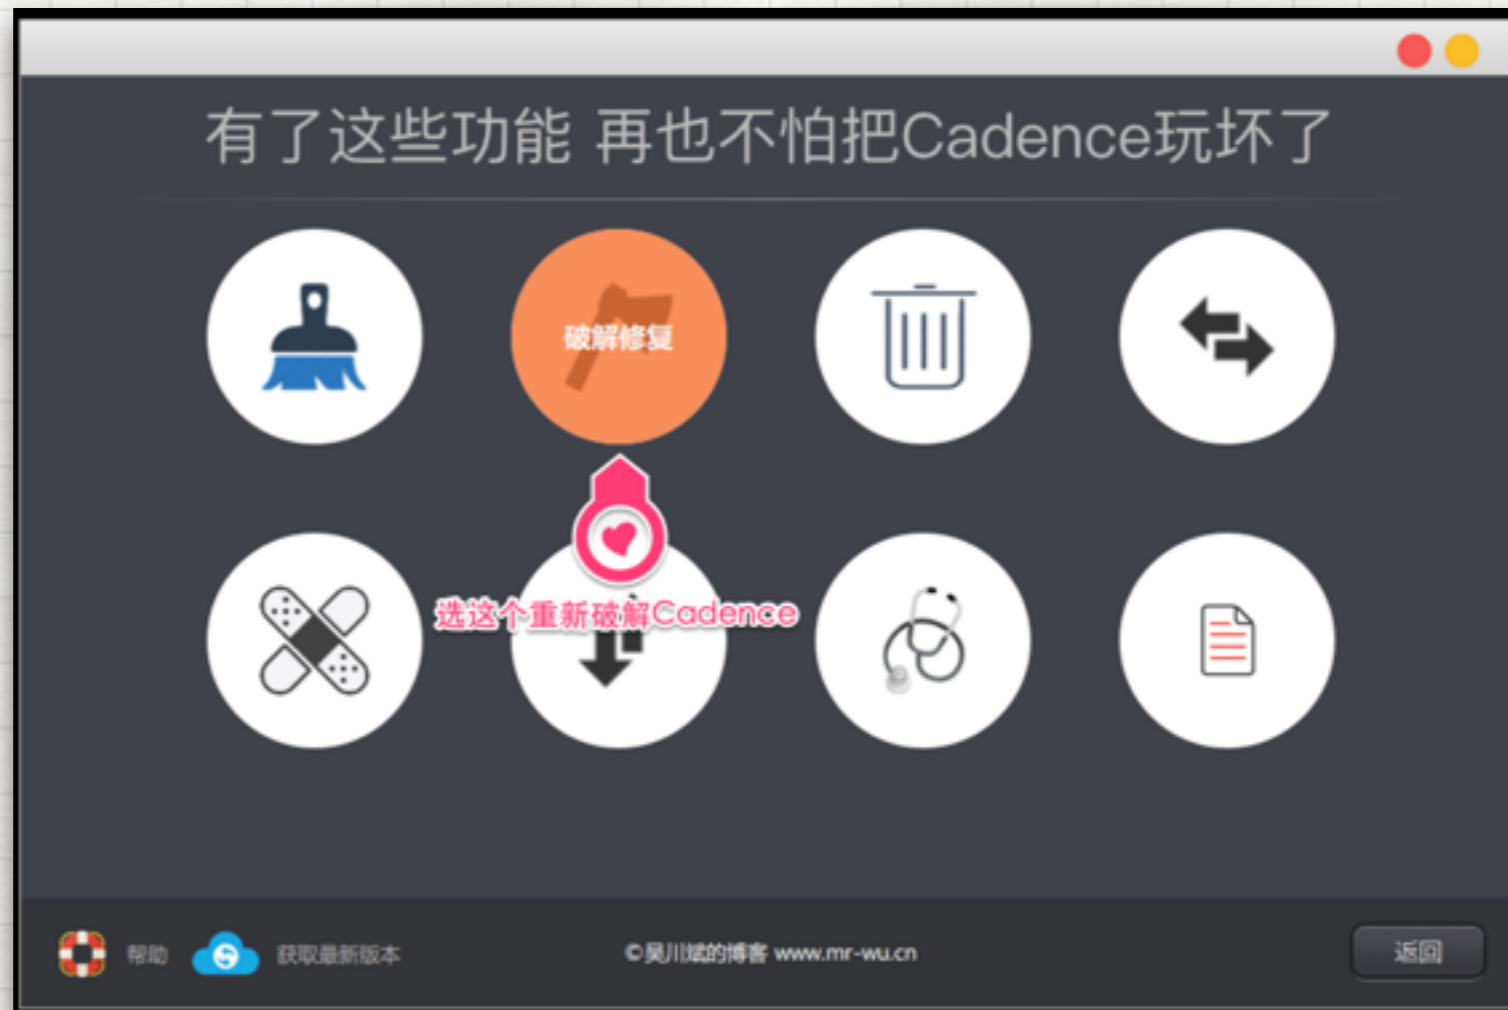 有了这些功能 再也不怕把Cadence玩坏了
破解修复
选这个重新破解Cadence
帮助
获取最新版本
©吴川斌的博客 www.mr-wu.cn
返回